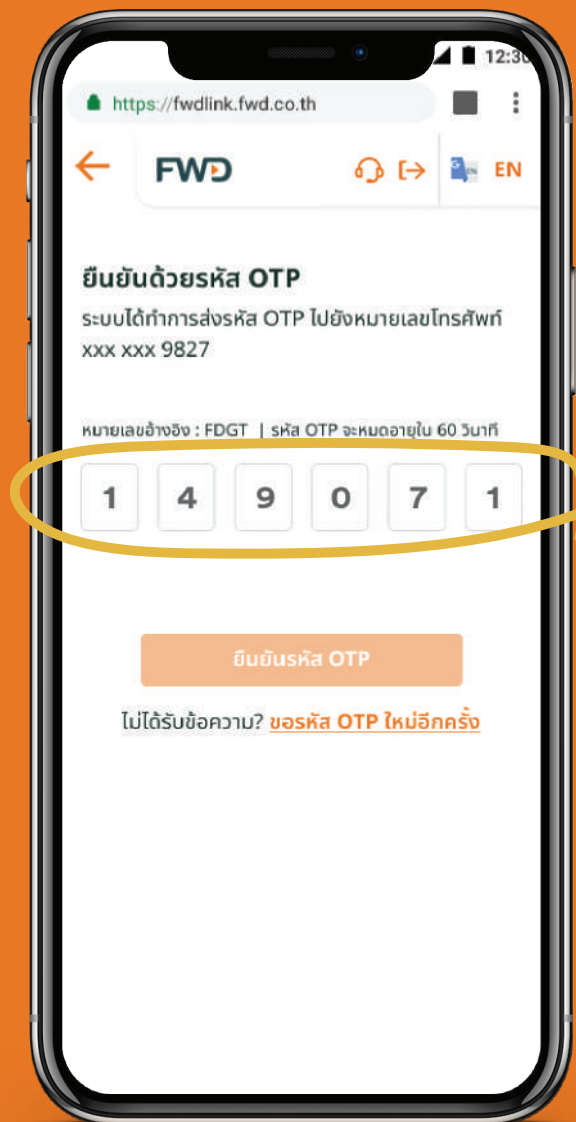 12:30
https://fwdlink.fwd.co.th
FWD EN
ยืนยันด้วยรหัส OTP
ระบบได้ทำการส่งรหัส OTP ไปยังหมายเลขโทรศัพท์
xxx xxx 9827
หมายเลขอ้างอิง : FDGT | รหัส OTP จะหมดอายุใน 60 วินาที
1 4 9 0 7 1
ยืนยันรหัส OTP
ไม่ได้รับข้อความ? ขอรหัส OTP ใหม่อีกครั้ง